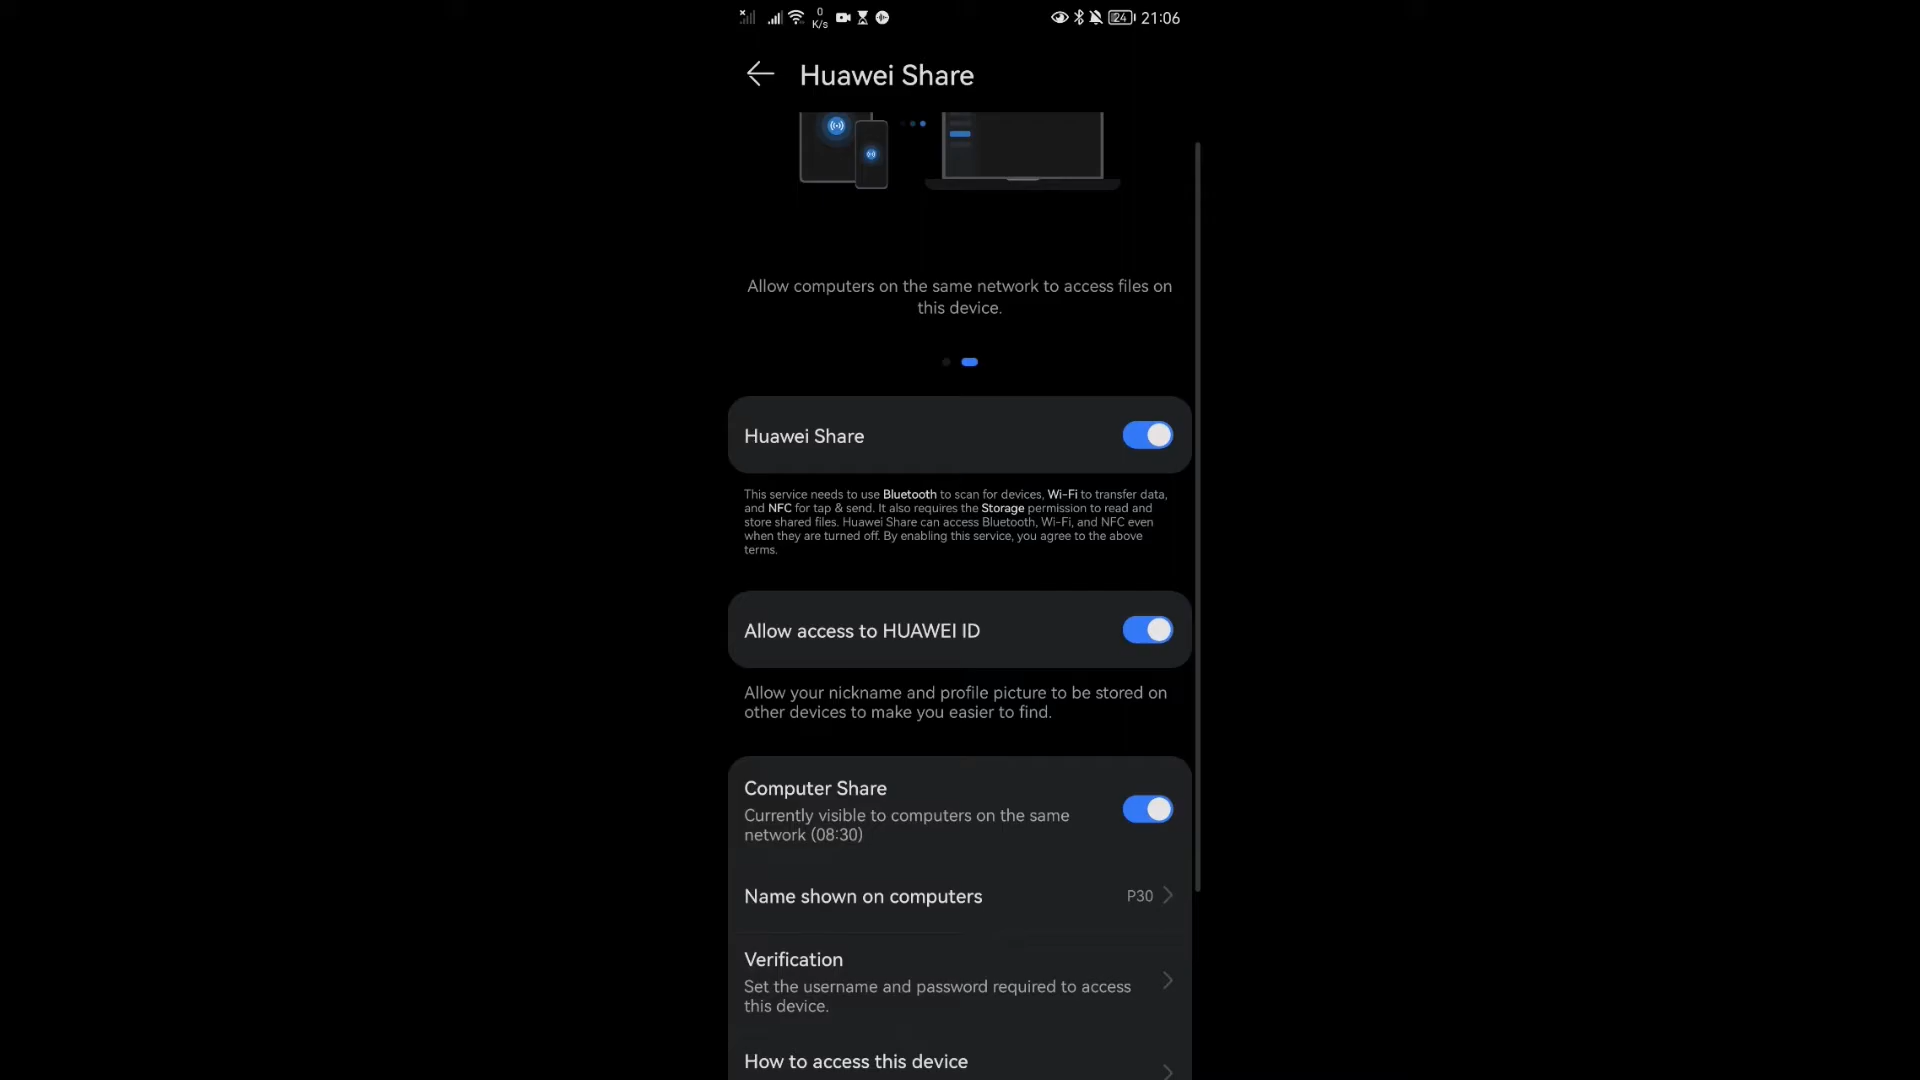 0
K/s
24
21:06
Huawei Share
Allow computers on the same network to access files on
this device.
Huawei Share
This service needs to use Bluetooth to scan for devices, Wi-Fi to transfer data,
and NFC for tap & send. It also requires the Storage permission to read and
store shared files. Huawei Share can access Bluetooth, Wi-Fi, and NFC even
when they are turned off. By enabling this service, you agree to the above
terms.
Allow access to HUAWEI ID
Allow your nickname and profile picture to be stored on
other devices to make you easier to find.
Computer Share
Currently visible to computers on the same
network (08:30)
Name shown on computers
P30
Verification
Set the username and password required to access
this device.
How to access this device